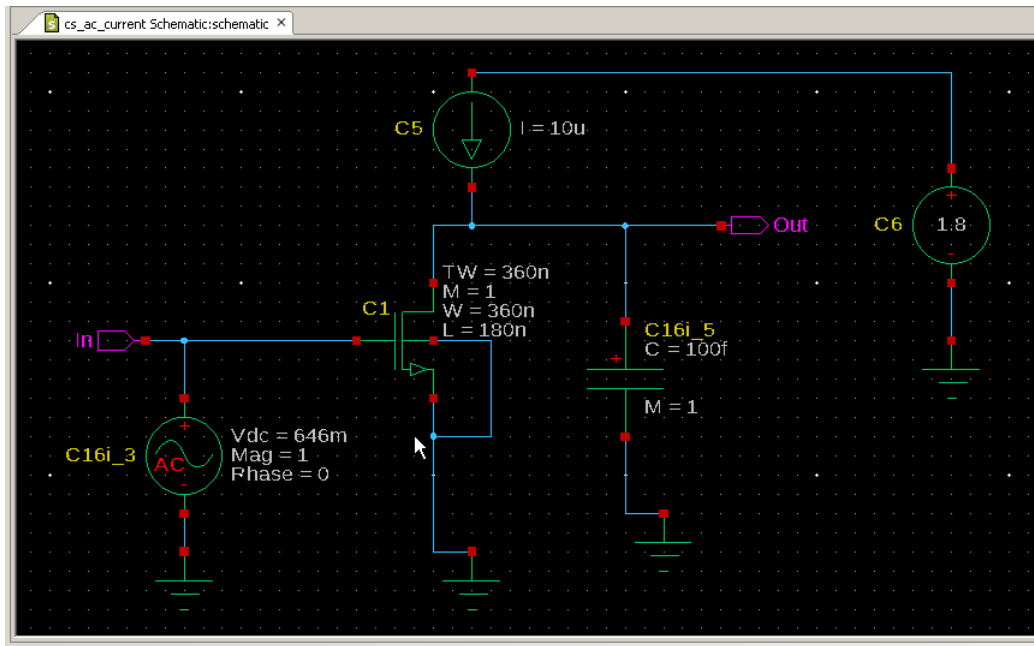 cs_ac_current Schematic:schematic ×
C5
I = 10u
C6
+
1.8
-
Out
TW = 360n
M = 1
W = 360n
L = 180n
C1
In
C16i_5
C = 100f
+
M = 1
C16i_3
+
AC
-
Vdc = 646m
Mag = 1
Phase = 0